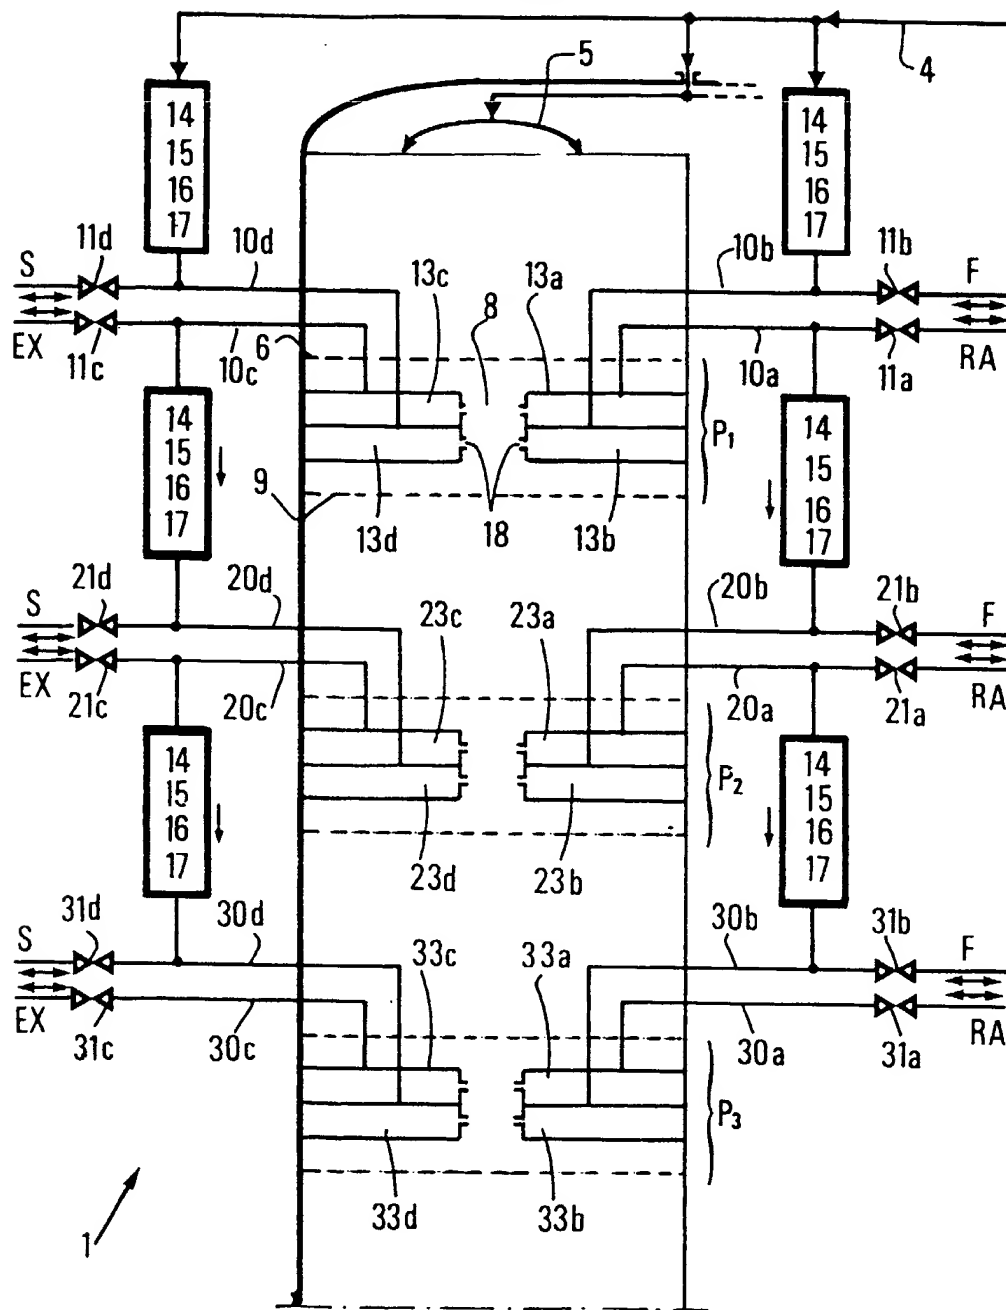 5
4
14
15
16
17
14
15
16
17
S
11d
10d
13c
8
13a
10b
11b
F
EX
11c
10c
6
10a
11a
RA
P1
14
15
16
17
9
13d
18
13b
14
15
16
17
S
21d
20d
23c
23a
20b
21b
F
EX
21c
20c
20a
21a
RA
P2
14
15
16
17
23d
23b
14
15
16
17
S
31d
30d
33c
33a
30b
31b
F
EX
31c
30c
30a
31a
RA
P3
33d
33b
1